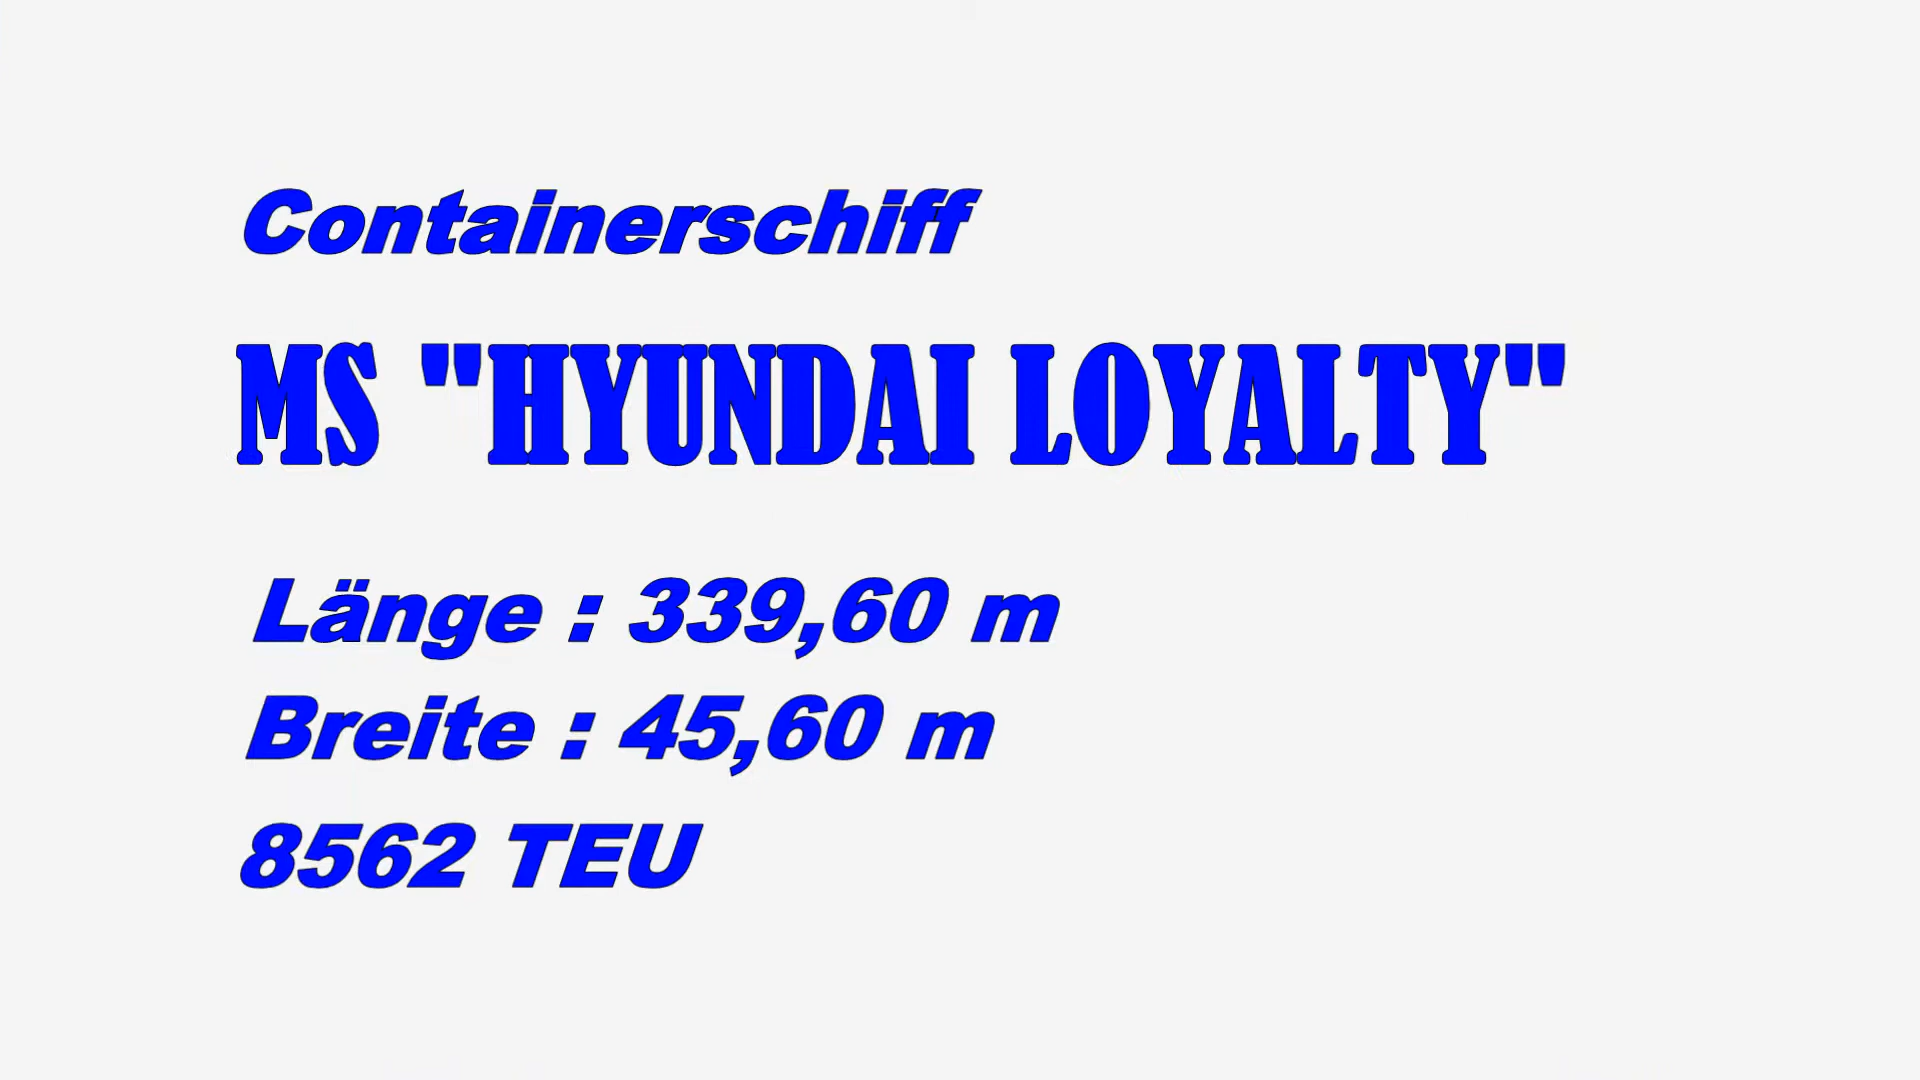 Containerschiff
MS "HYUNDAI LOYALTY"
Länge : 339,60 m
Breite : 45,60 m
8562 TEU